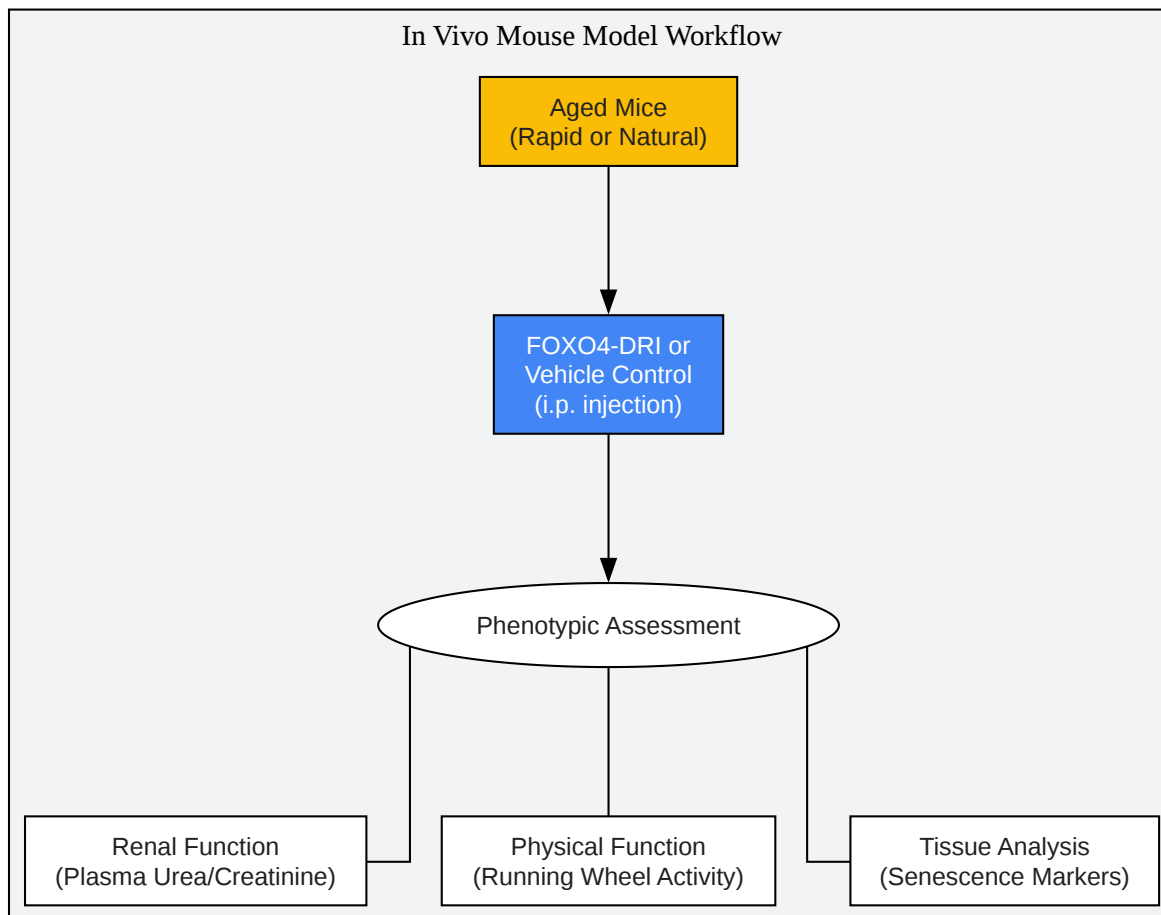 In Vivo Mouse Model Workflow
Aged Mice
(Rapid or Natural)
FOXO4-DRI or
Vehicle Control
(i.p. injection)
Phenotypic Assessment
Renal Function
(Plasma Urea/Creatinine)
Physical Function
(Running Wheel Activity)
Tissue Analysis
(Senescence Markers)